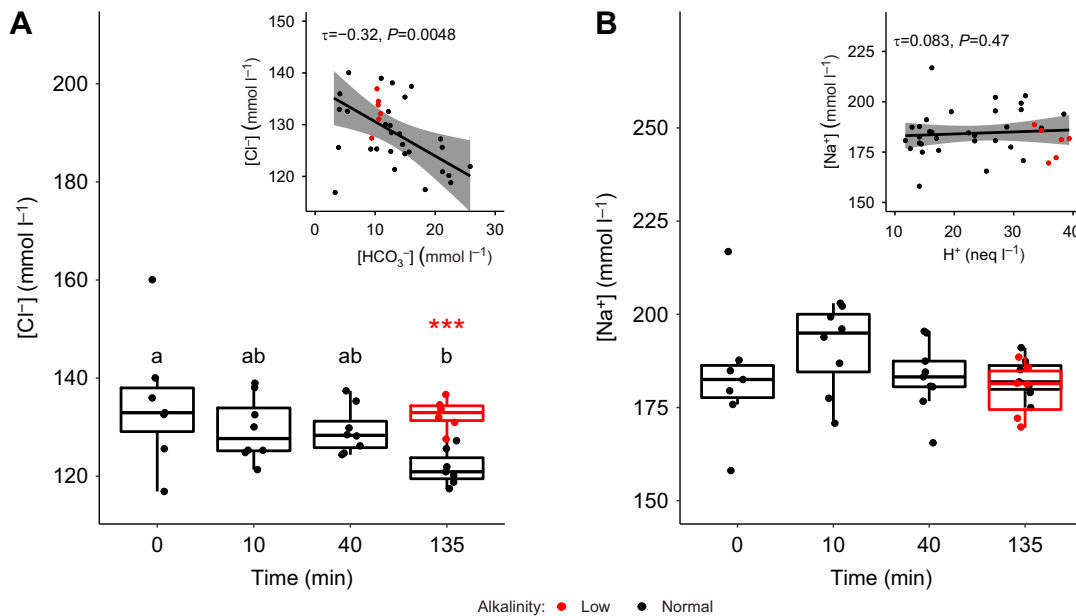 A
[Cl⁻] (mmol l⁻¹)
200
180
160
140
120
0 10 40 135
Time (min)
a ab ab b
***
τ=−0.32, P=0.0048
[Cl⁻] (mmol l⁻¹)
150
140
130
120
0 10 20 30
[HCO₃⁻] (mmol l⁻¹)
B
[Na⁺] (mmol l⁻¹)
250
225
200
175
150
0 10 40 135
Time (min)
τ=0.083, P=0.47
[Na⁺] (mmol l⁻¹)
225
200
175
150
10 20 30 40
H⁺ (neq l⁻¹)
Alkalinity: Low Normal